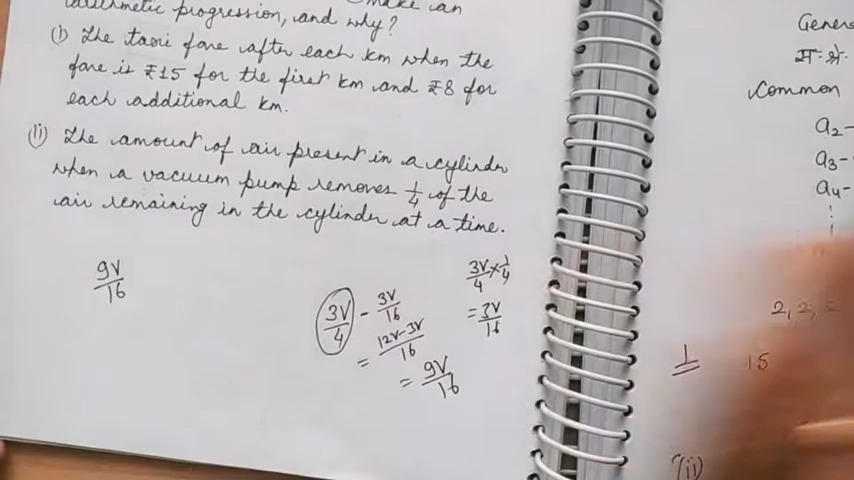 arithmetic progression, and why?
(i) The taxi fare after each km when the
fare is ₹15 for the first km and ₹8 for
each additional km.
(ii) The amount of air present in a cylinder
when a vacuum pump removes 1/4 of the
air remaining in the cylinder at a time.
9V/16
3V/4 - 3V/16
= 12V-3V/16
= 9V/16
3V/4 × 1/4
= 3V/16
Gener
Common
a2-
a3-
a4-
2, 2, 2
1 15
(ii)